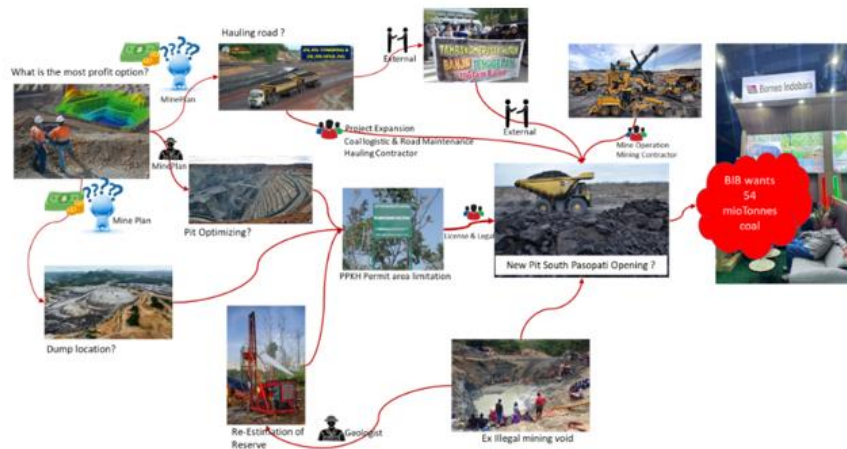 What is the most profit option?
MinePlan
Hauling road ?
External
External
Project Expansion
Coal logistic & Road Maintenance
Hauling Contractor
Mine Operation
Mining Contractor
Borneo Indobara
BIB wants
54
mioTonnes
coal
MinePlan
Mine Plan
Pit Optimizing?
PPKH Permit area limitation
License & Legal
New Pit South Pasopati Opening ?
Dump location?
Re-Estimation of
Reserve
Geologist
Ex Illegal mining void